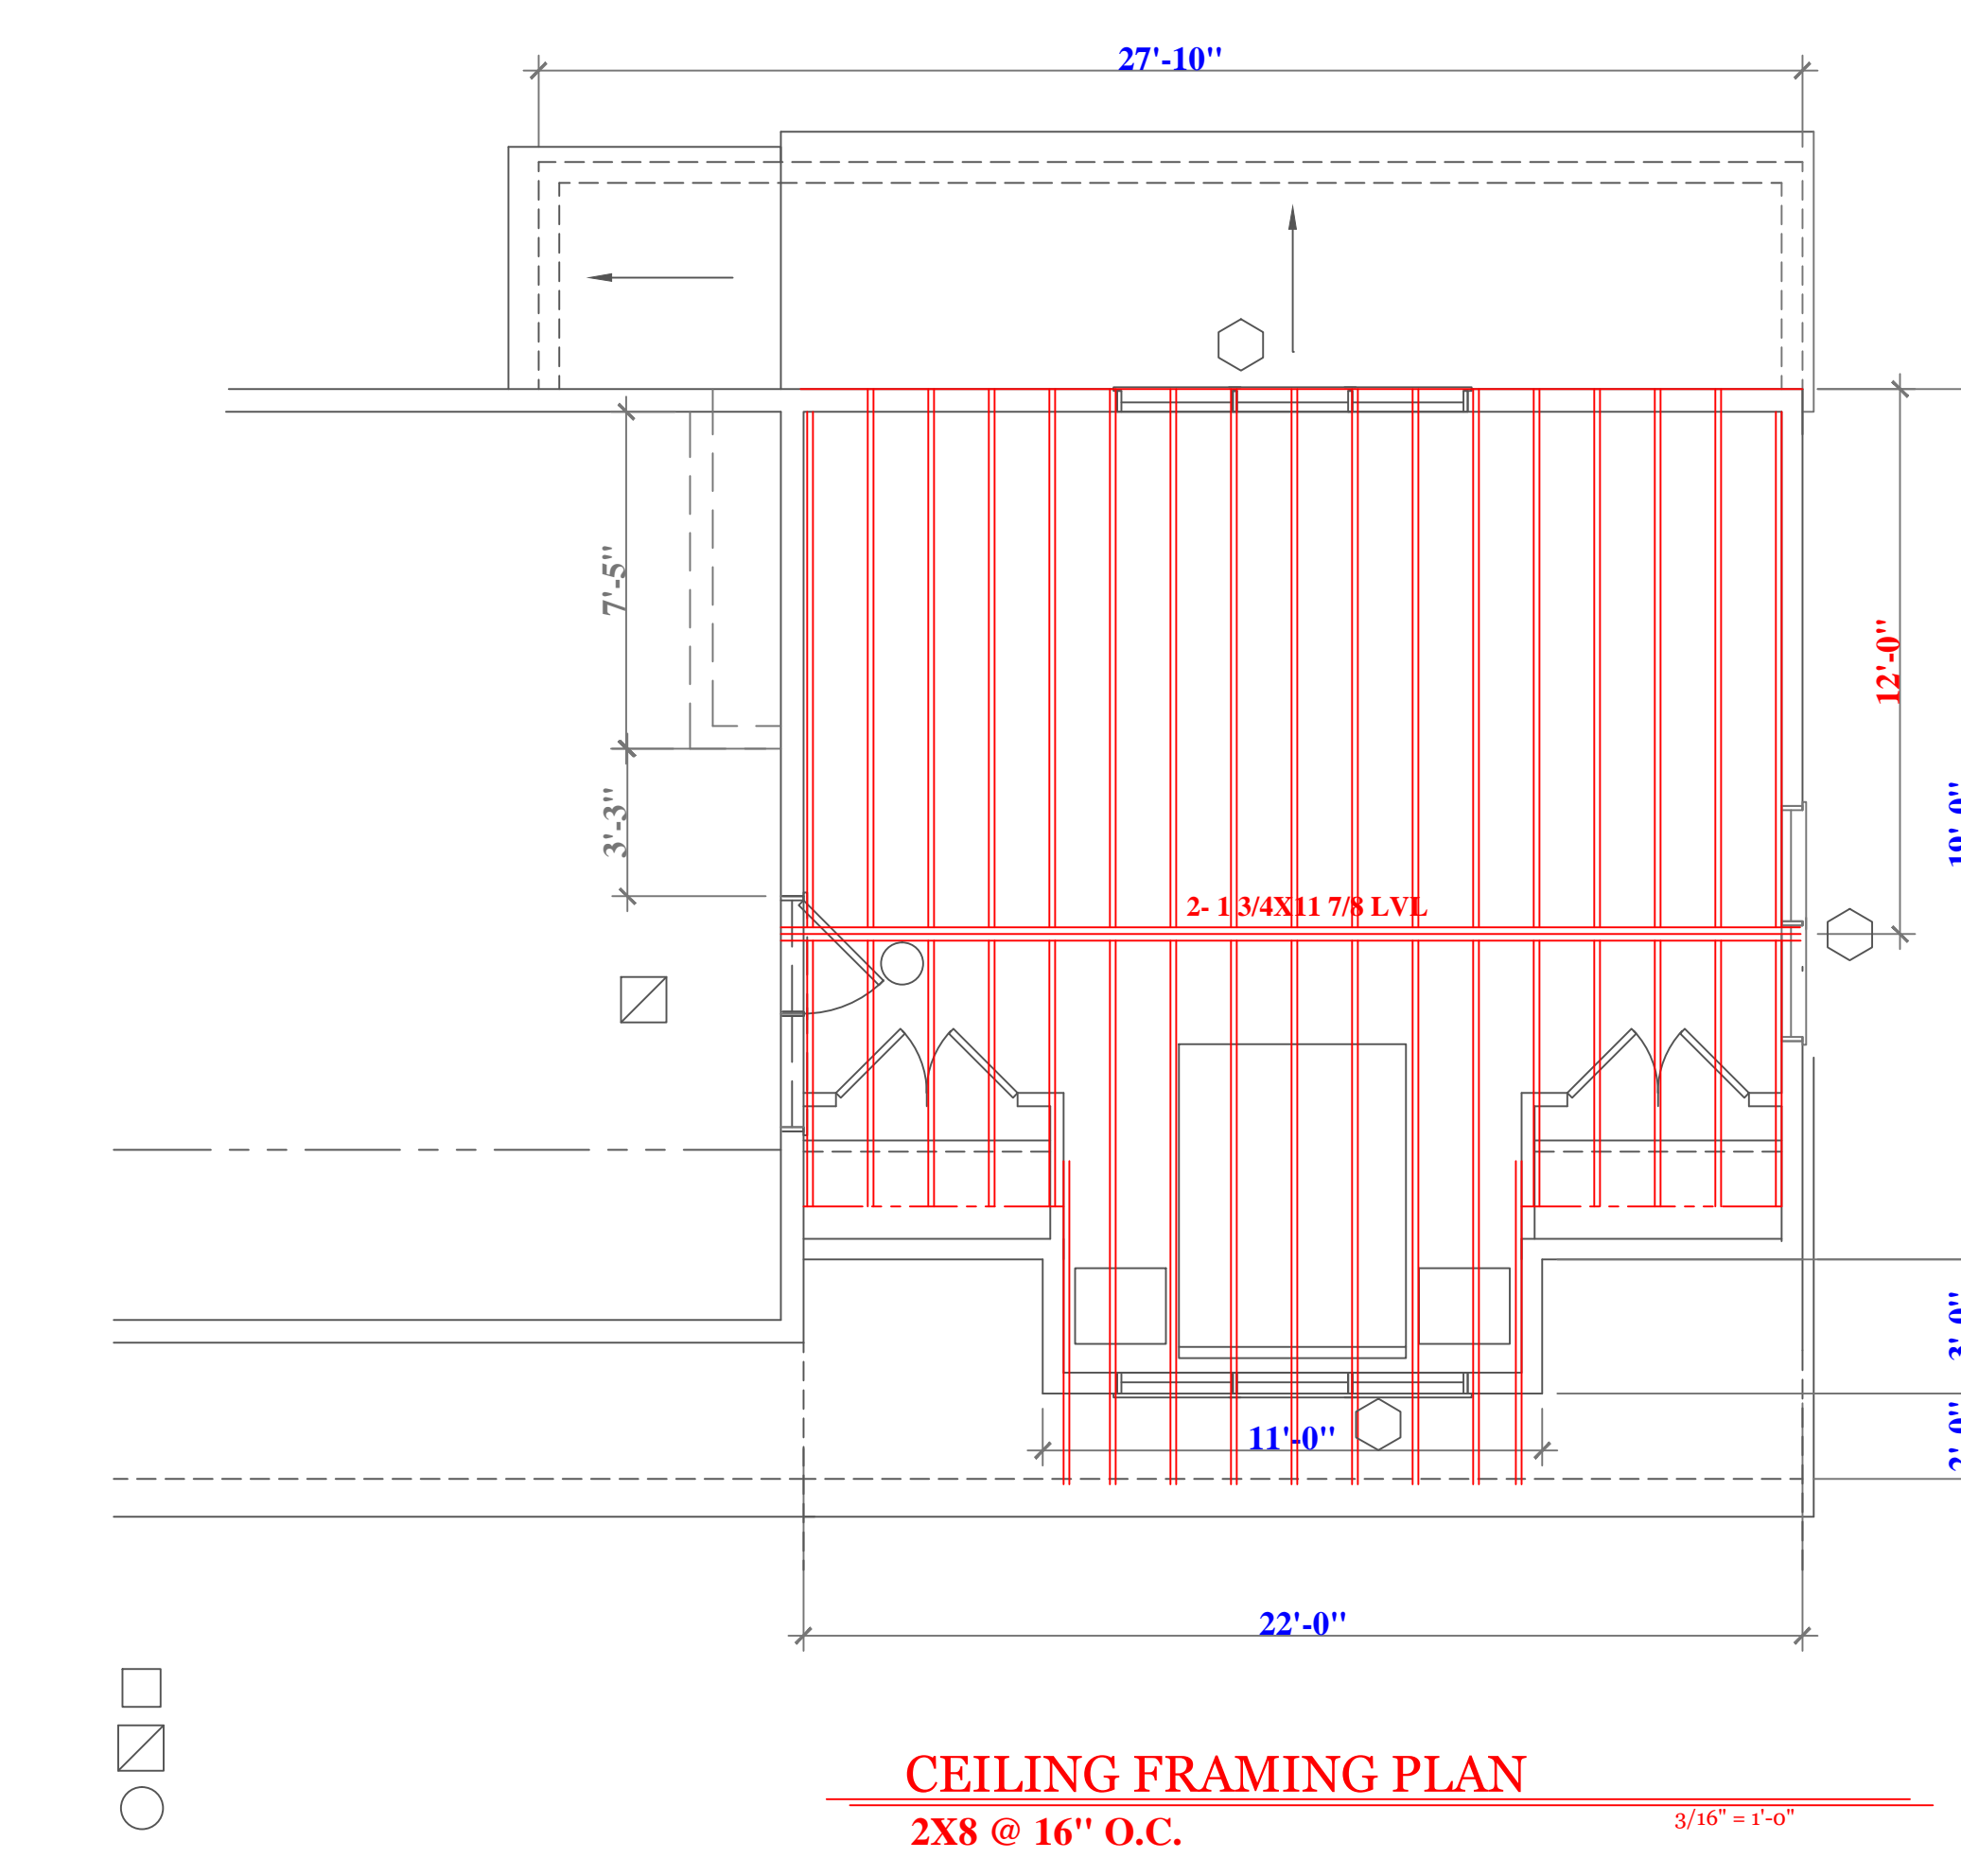 27'-10"
7'-5"
12'-0"
3'-3"
2- 1 3/4X11 7/8 LVL
11'-0"
22'-0"
CEILING FRAMING PLAN
2X8 @ 16" O.C.
3/16" = 1'-0"